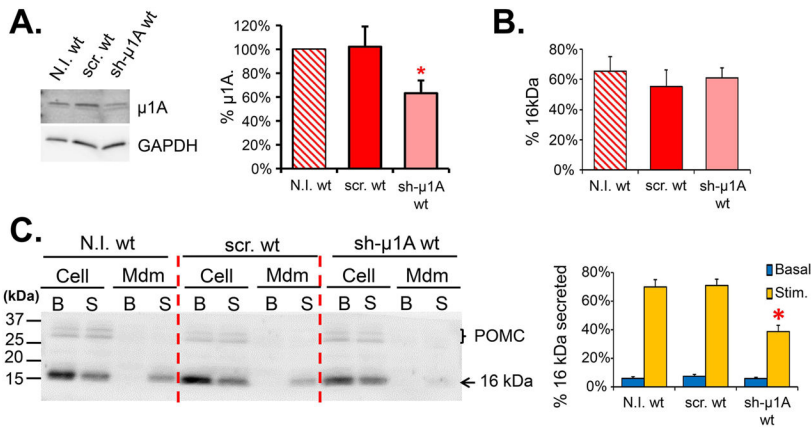 A.
N.I. wt
scr. wt
sh-µ1A wt
µ1A
GAPDH
% µ1A.
140%
120%
100%
80%
60%
40%
20%
0%
N.I. wt
scr. wt
sh-µ1A
wt
*
B.
% 16kDa
80%
60%
40%
20%
0%
N.I. wt
scr. wt
sh-µ1A
wt
C.
N.I. wt
scr. wt
sh-µ1A wt
Cell
Mdm
Cell
Mdm
Cell
Mdm
(kDa)
B S B S B S B S B S B S
37
25
20
15
} POMC
← 16 kDa
% 16 kDa secreted
80%
60%
40%
20%
0%
Basal
Stim.
*
N.I. wt
scr. wt
sh-µ1A
wt